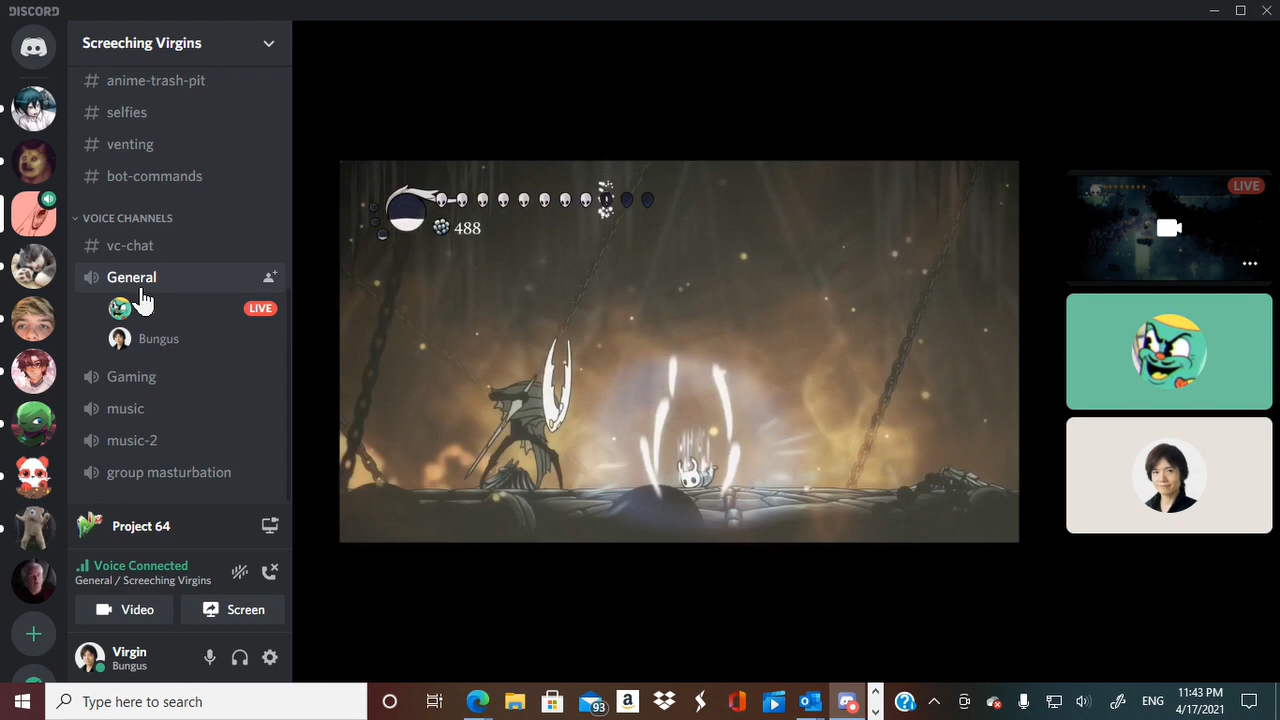 DISCORD
Screeching Virgins
# anime-trash-pit
# selfies
# venting
# bot-commands
VOICE CHANNELS
# vc-chat
General
LIVE
Bungus
Gaming
music
music-2
group masturbation
Project 64
Voice Connected
General / Screeching Virgins
Video
Screen
Virgin
Bungus
488
LIVE
Type here to search
93
ENG
11:43 PM
4/17/2021